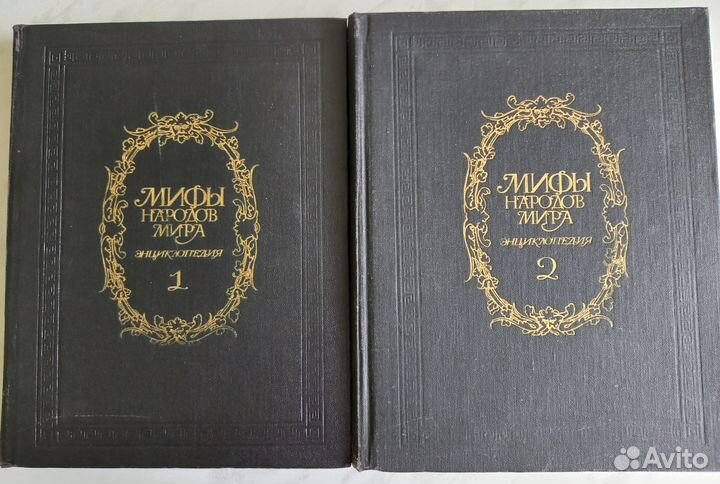 МИФЫ
НАРОДОВ
МИРА
ЭНЦИКЛОПЕДИЯ
1
МИФЫ
НАРОДОВ
МИРА
ЭНЦИКЛОПЕДИЯ
2
Avito